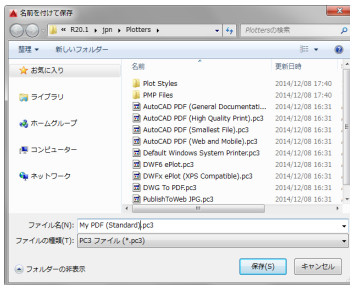 名前を付けて保存
« R20.1 ▸ jpn ▸ Plotters ▸
Plottersの検索
整理 ▼ 新しいフォルダー
お気に入り
ライブラリ
ホームグループ
コンピューター
ネットワーク
名前 更新日時
Plot Styles 2014/12/08 17:40
PMP Files 2014/12/08 17:40
AutoCAD PDF (General Documentati... 2014/12/08 16:31
AutoCAD PDF (High Quality Print).pc3 2014/12/08 16:31
AutoCAD PDF (Smallest File).pc3 2014/12/08 16:31
AutoCAD PDF (Web and Mobile).pc3 2014/12/08 16:31
Default Windows System Printer.pc3 2014/12/08 16:31
DWF6 ePlot.pc3 2014/12/08 16:31
DWFx ePlot (XPS Compatible).pc3 2014/12/08 16:31
DWG To PDF.pc3 2014/12/08 16:31
PublishToWeb JPG.pc3 2014/12/08 16:31
ファイル名(N): My PDF (Standard).pc3
ファイルの種類(T): PC3 ファイル (*.pc3)
フォルダーの非表示
保存(S) キャンセル